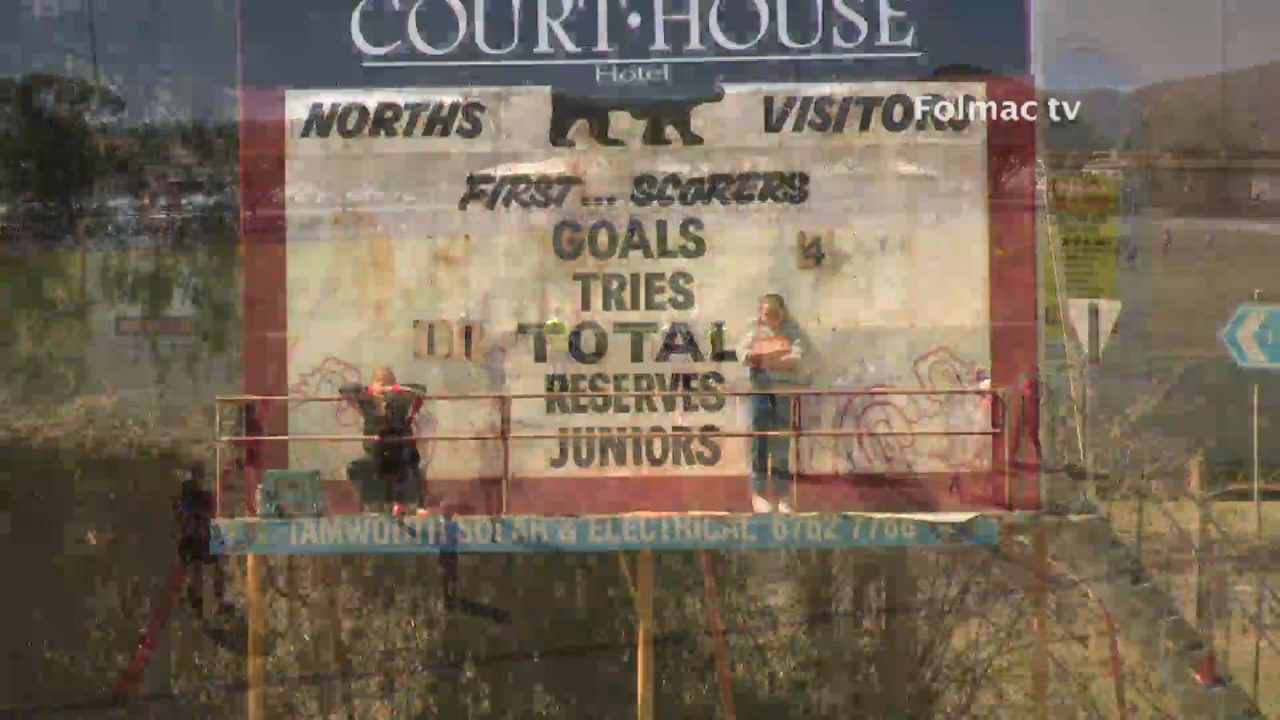 COURT·HOUSE
Hotel
NORTHS
VISITORS
Folmac tv
FIRST... SCORERS
GOALS
4
TRIES
TOTAL
RESERVES
JUNIORS
TAMWORTH SOLAR & ELECTRICAL 6762 7788